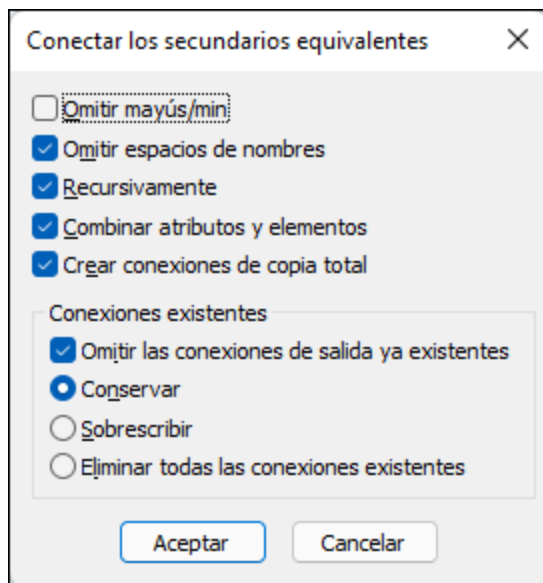 Conectar los secundarios equivalentes
Omitir mayús/min
Omitir espacios de nombres
Recursivamente
Combinar atributos y elementos
Crear conexiones de copia total
Conexiones existentes
Omitir las conexiones de salida ya existentes
Conservar
Sobrescribir
Eliminar todas las conexiones existentes
Aceptar
Cancelar